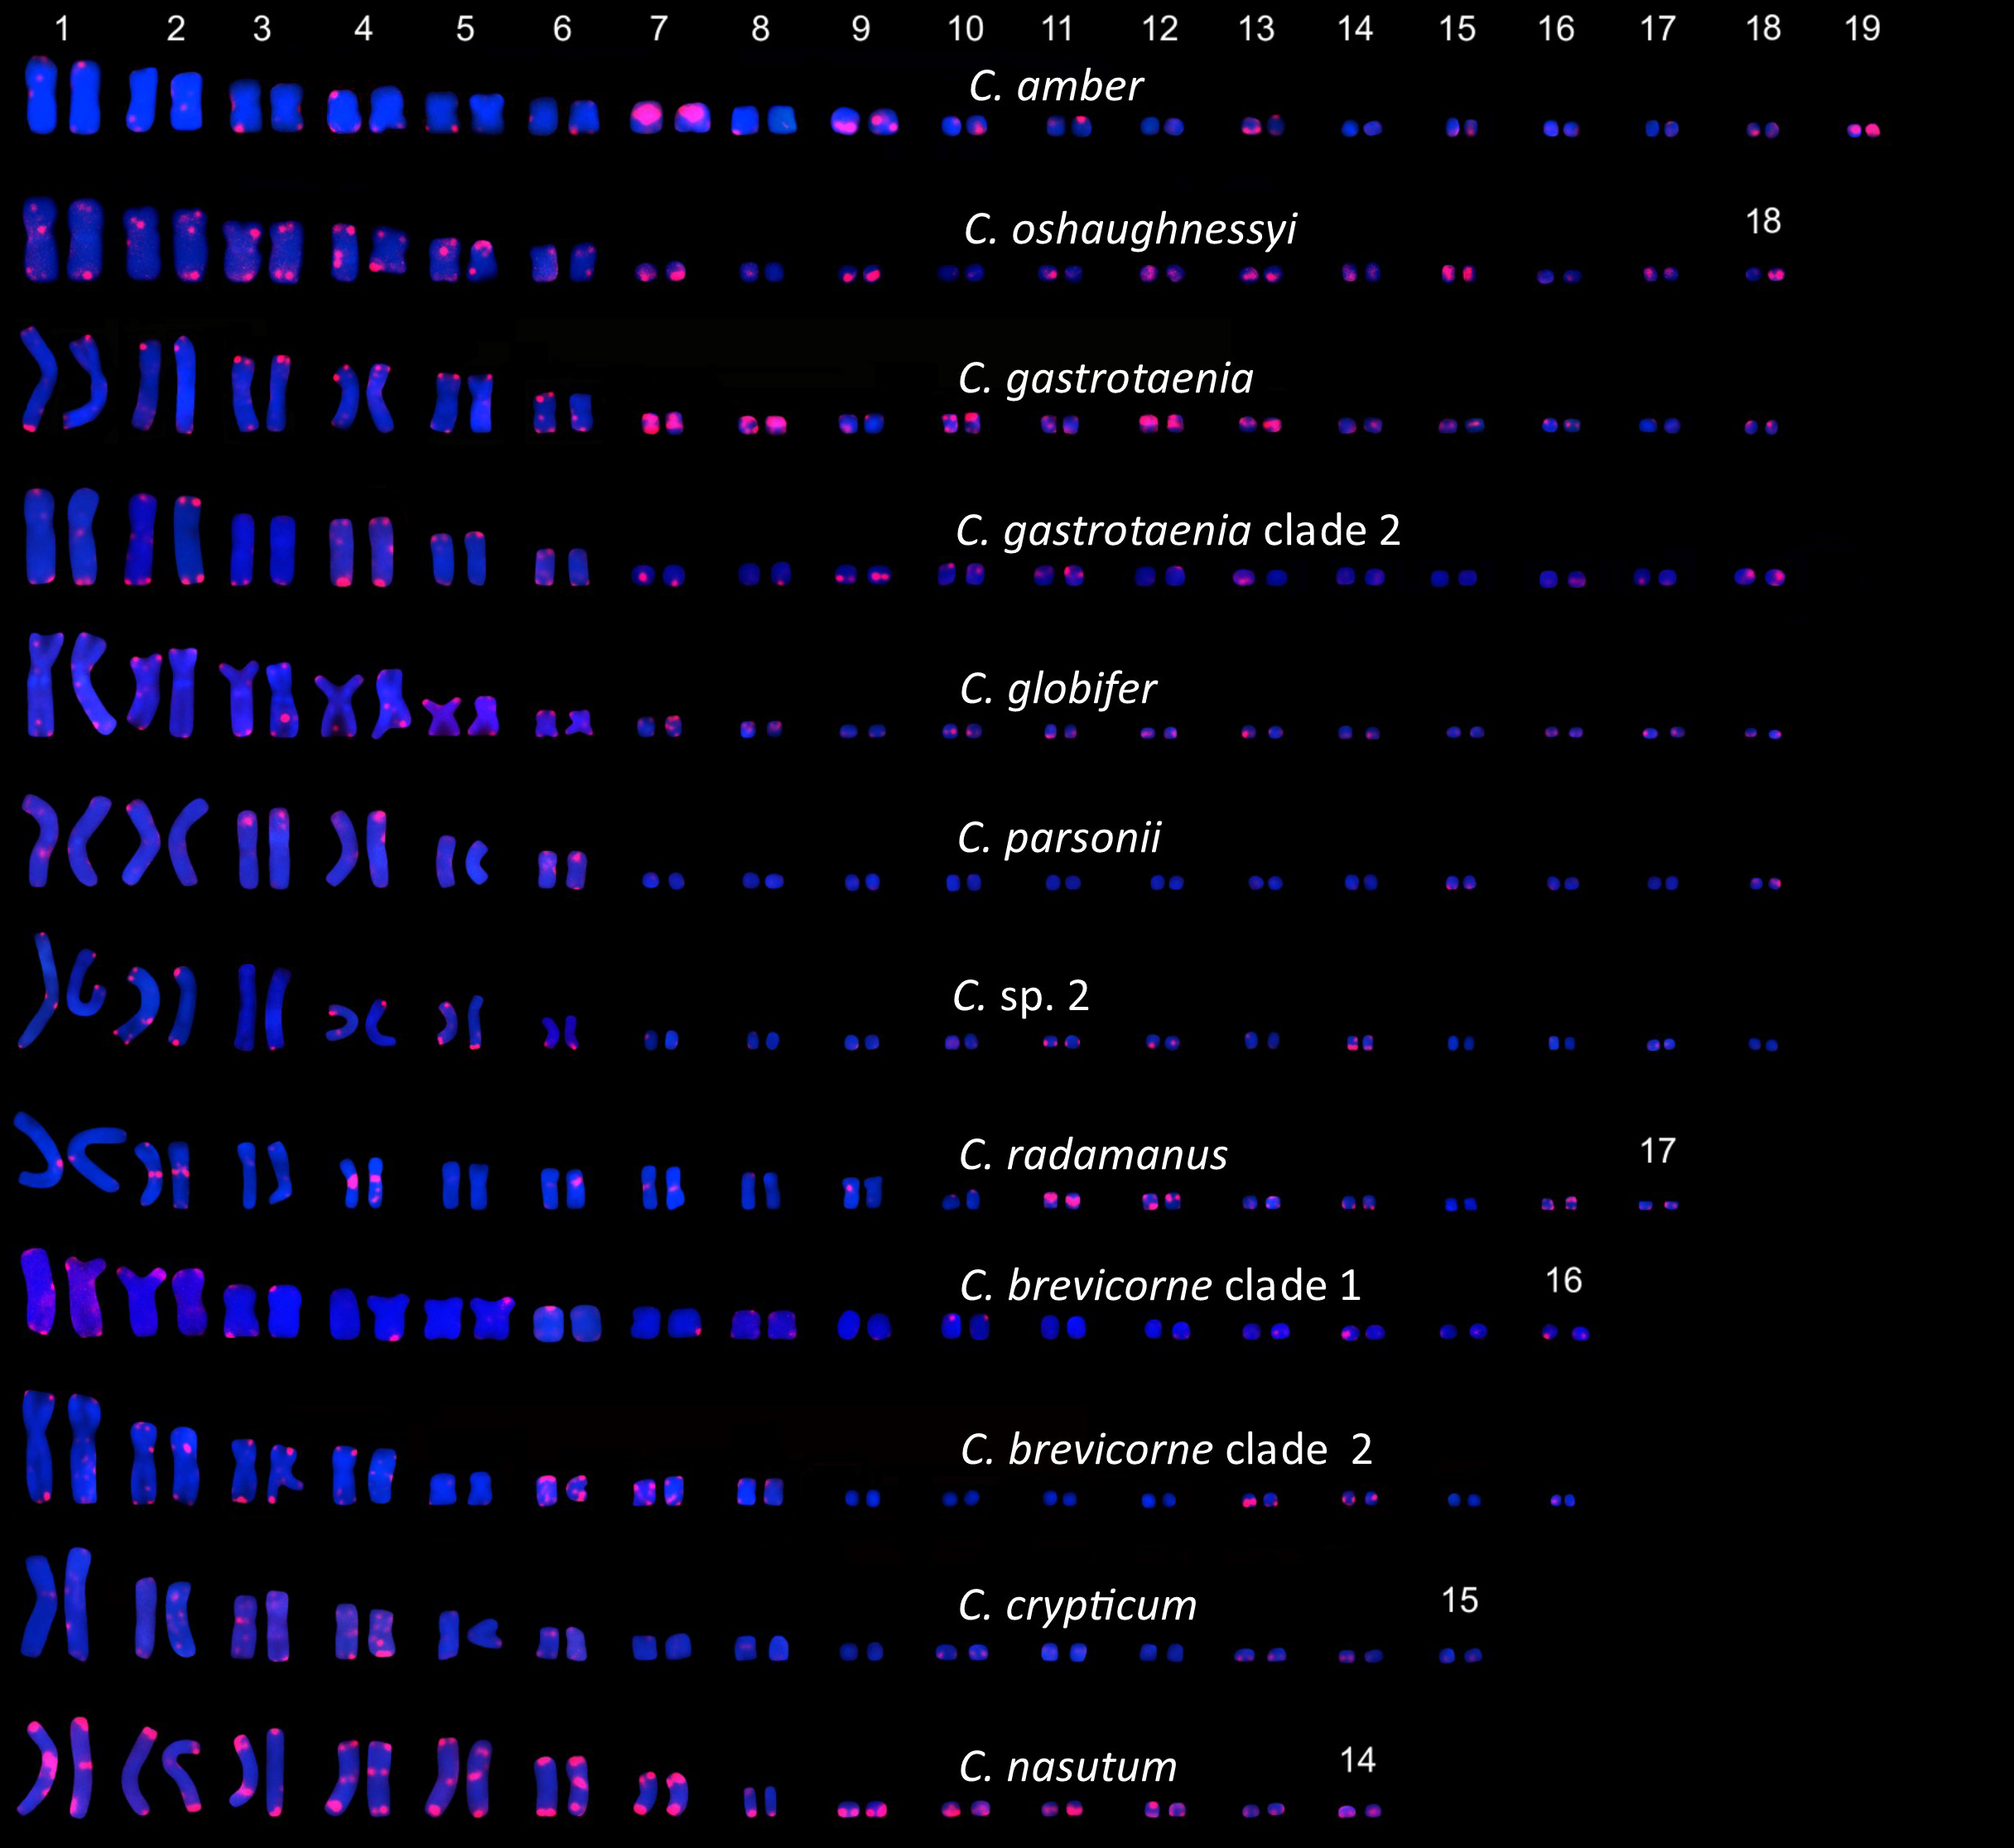 1 2 3 4 5 6 7 8 9 10 11 12 13 14 15 16 17 18 19
C. amber
C. oshaughnessyi 18
C. gastrotaenia
C. gastrotaenia clade 2
C. globifer
C. parsonii
C. sp. 2
C. radamanus 17
C. brevicorne clade 1 16
C. brevicorne clade 2
C. crypticum 15
C. nasutum 14